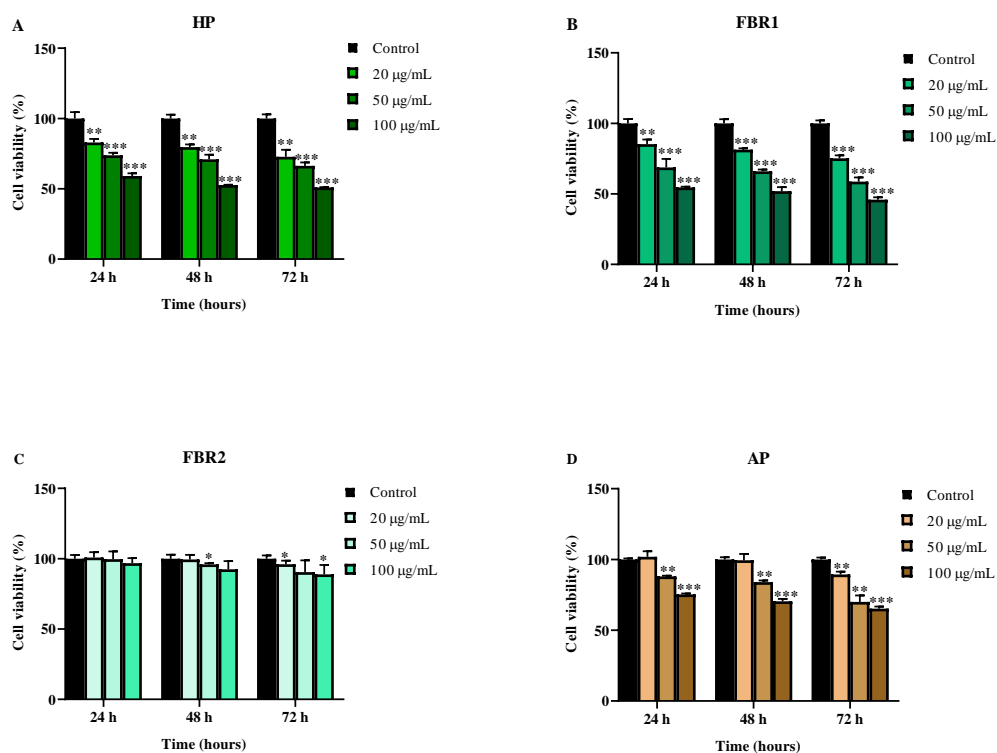 A
HP
Cell viability (%)
150
100
50
0
** *** ***
** *** ***
** *** ***
24 h 48 h 72 h
Time (hours)
Control
20 µg/mL
50 µg/mL
100 µg/mL
B
FBR1
Cell viability (%)
150
100
50
0
** *** ***
*** *** ***
*** *** ***
24 h 48 h 72 h
Time (hours)
Control
20 µg/mL
50 µg/mL
100 µg/mL
C
FBR2
Cell viability (%)
150
100
50
0
*
* *
24 h 48 h 72 h
Time (hours)
Control
20 µg/mL
50 µg/mL
100 µg/mL
D
AP
Cell viability (%)
150
100
50
0
** ***
** ***
** ** ***
24 h 48 h 72 h
Time (hours)
Control
20 µg/mL
50 µg/mL
100 µg/mL